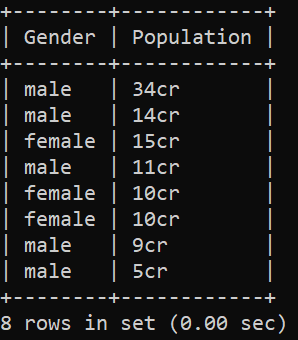 +--------+------------+
| Gender | Population |
+--------+------------+
| male   | 34cr       |
| male   | 14cr       |
| female | 15cr       |
| male   | 11cr       |
| female | 10cr       |
| female | 10cr       |
| male   | 9cr        |
| male   | 5cr        |
+--------+------------+
8 rows in set (0.00 sec)